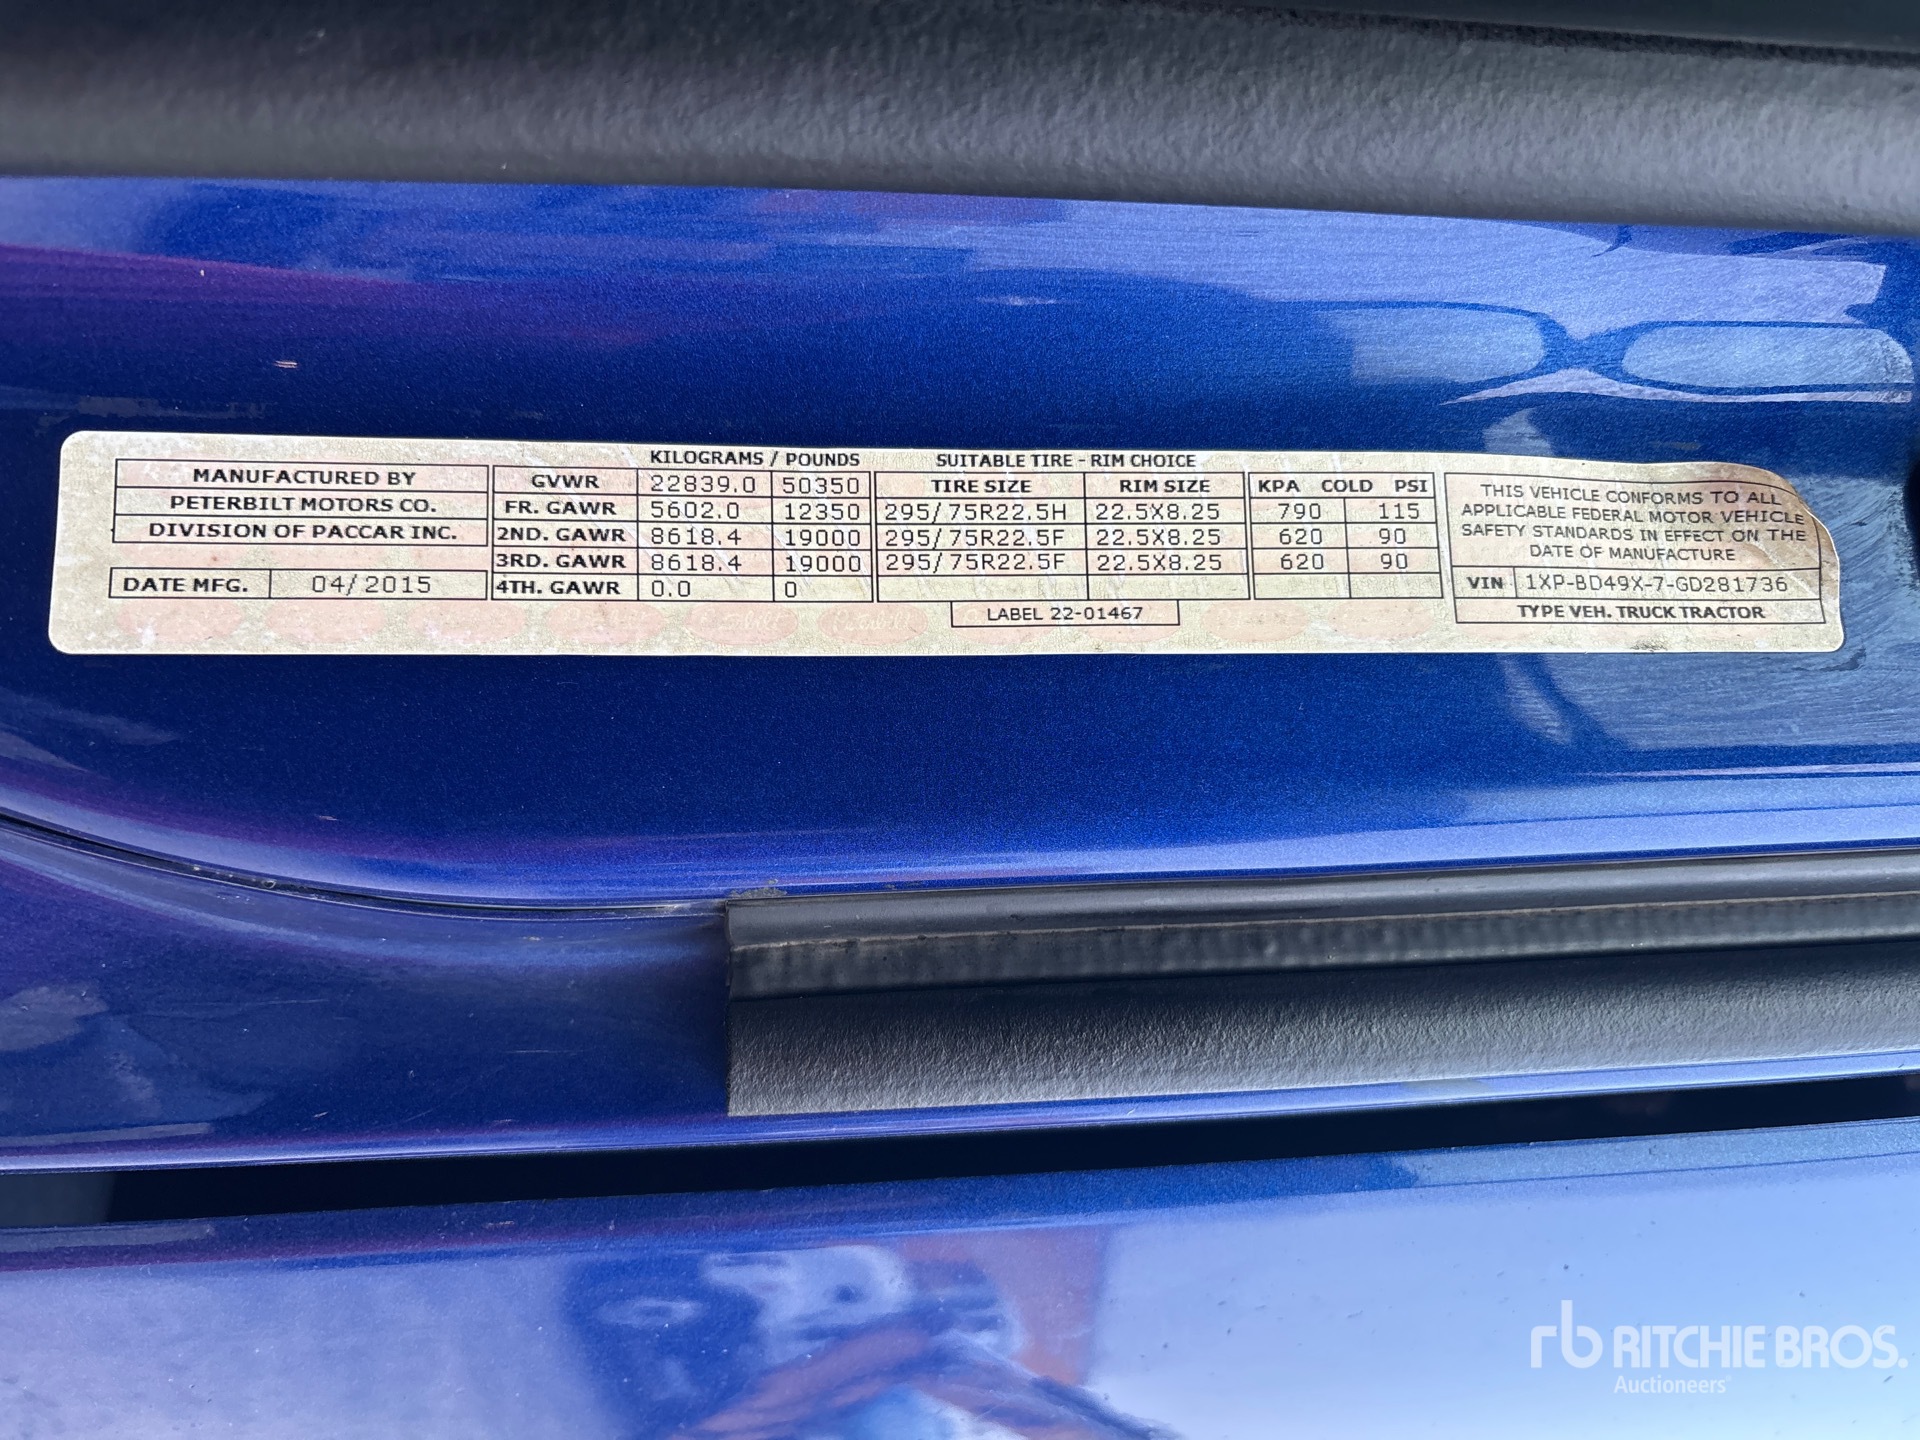 KILOGRAMS / POUNDS SUITABLE TIRE - RIM CHOICE
MANUFACTURED BY GVWR 22839.0 50350 TIRE SIZE RIM SIZE KPA COLD PSI
PETERBILT MOTORS CO. FR. GAWR 5602.0 12350 295/75R22.5H 22.5X8.25 790 115
DIVISION OF PACCAR INC. 2ND. GAWR 8618.4 19000 295/75R22.5F 22.5X8.25 620 90
3RD. GAWR 8618.4 19000 295/75R22.5F 22.5X8.25 620 90
DATE MFG. 04/2015 4TH. GAWR 0.0 0
LABEL 22-01467
THIS VEHICLE CONFORMS TO ALL
APPLICABLE FEDERAL MOTOR VEHICLE
SAFETY STANDARDS IN EFFECT ON THE
DATE OF MANUFACTURE
VIN 1XP-BD49X-7-GD281736
TYPE VEH. TRUCK TRACTOR
rb RITCHIE BROS.
Auctioneers